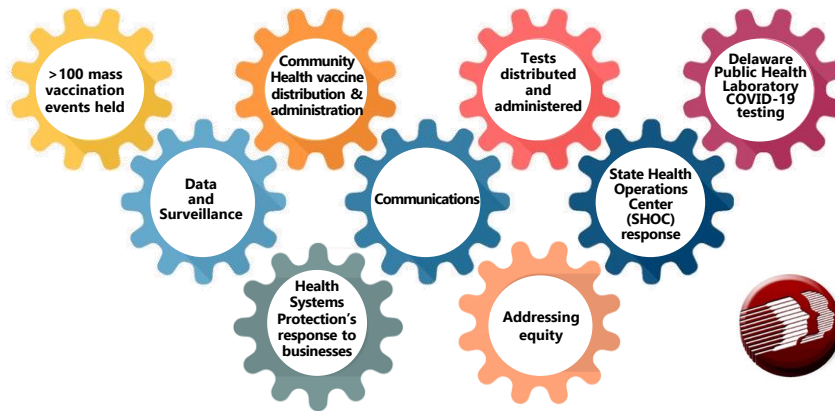 >100 mass
vaccination
events held
Community
Health vaccine
distribution &
administration
Tests
distributed
and
administered
Delaware
Public Health
Laboratory
COVID-19
testing
Data
and
Surveillance
Communications
State Health
Operations
Center
(SHOC)
response
Health
Systems
Protection's
response to
businesses
Addressing
equity